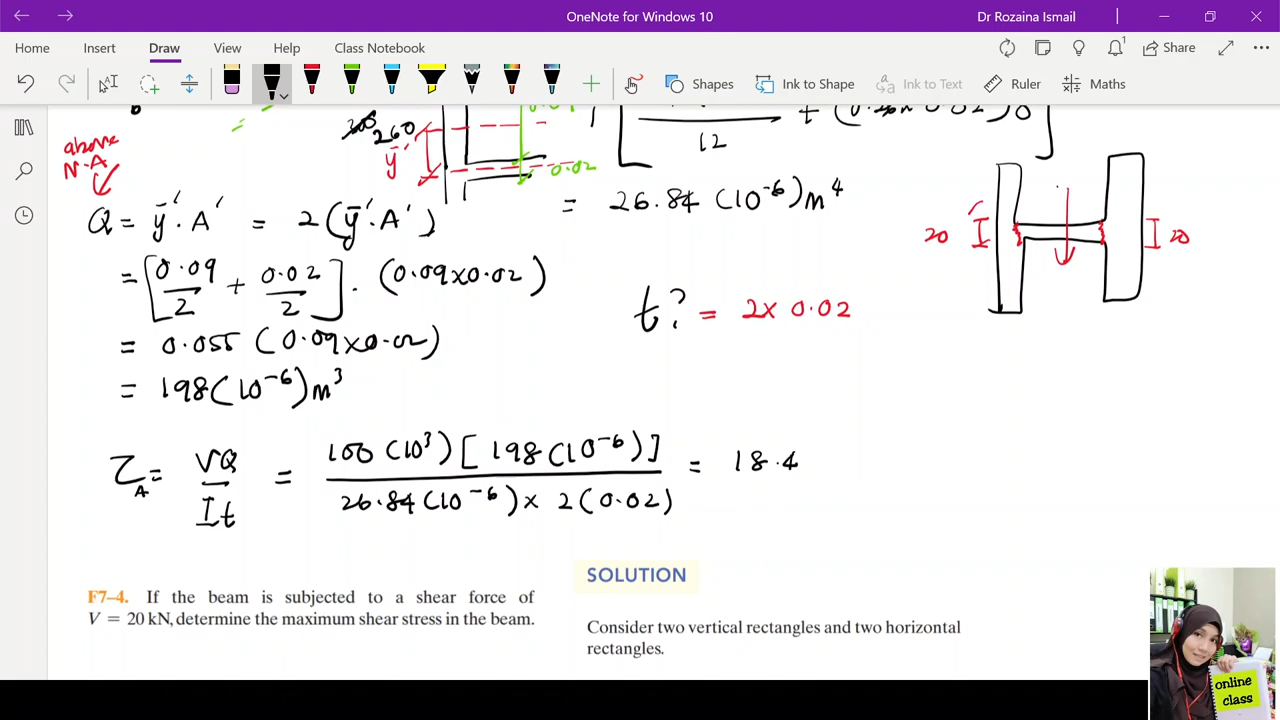 OneNote for Windows 10
Dr Rozaina Ismail
Home Insert Draw View Help Class Notebook
1 Share
Shapes Ink to Shape Ink to Text Ruler Maths
above
N·A
260
ȳ'
0.02
12
= 26.84 (10⁻⁶) m⁴
Q = ȳ'. A' = 2(ȳ'. A')
= [0.09/2 + 0.02/2] . (0.09x0.02)
= 0.055 (0.09x0.02)
= 198(10⁻⁶) m³
t? = 2x 0.02
20 I I 20
τA = VQ/It = 100 (10³) [198 (10⁻⁶)] / 26.84 (10⁻⁶) x 2(0.02) = 18.4
F7–4. If the beam is subjected to a shear force of
V = 20 kN, determine the maximum shear stress in the beam.
SOLUTION
Consider two vertical rectangles and two horizontal
rectangles.
online
class